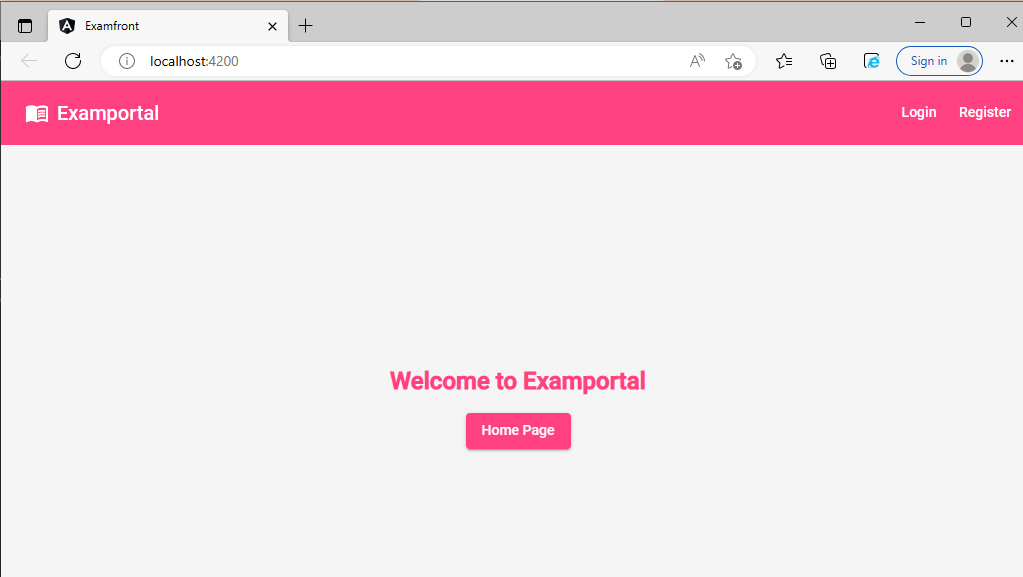 Examfront
localhost:4200
Sign in
Examportal
Login
Register
Welcome to Examportal
Home Page